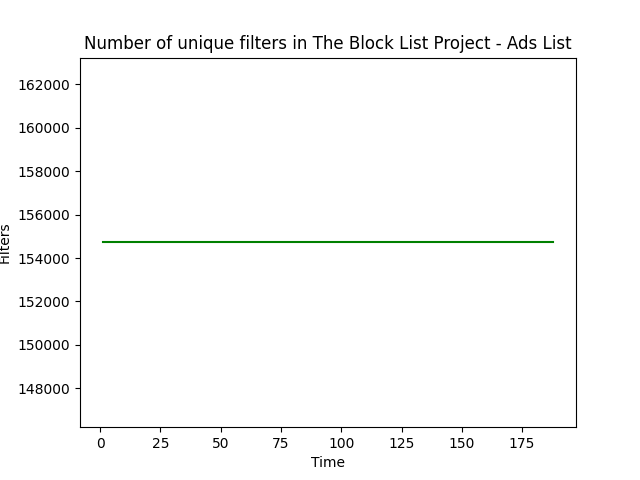 Number of unique filters in The Block List Project - Ads List
162000
160000
158000
156000
154000
152000
150000
148000
Filters
0 25 50 75 100 125 150 175
Time